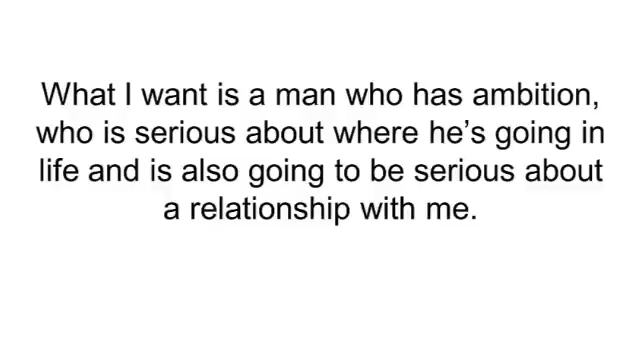 What I want is a man who has ambition,
who is serious about where he’s going in
life and is also going to be serious about
a relationship with me.